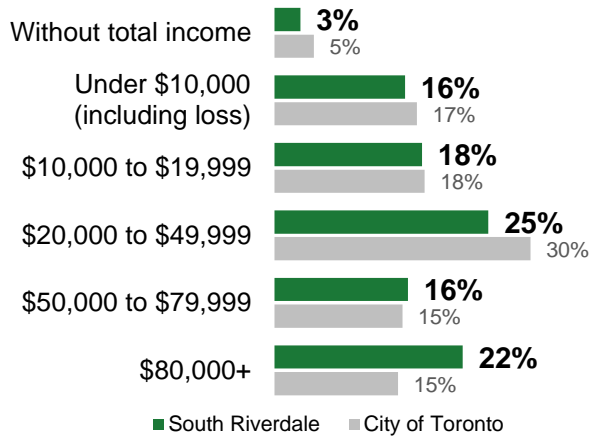 Without total income 3%
5%
Under $10,000 16%
(including loss) 17%
$10,000 to $19,999 18%
18%
$20,000 to $49,999 25%
30%
$50,000 to $79,999 16%
15%
$80,000+ 22%
15%
South Riverdale City of Toronto